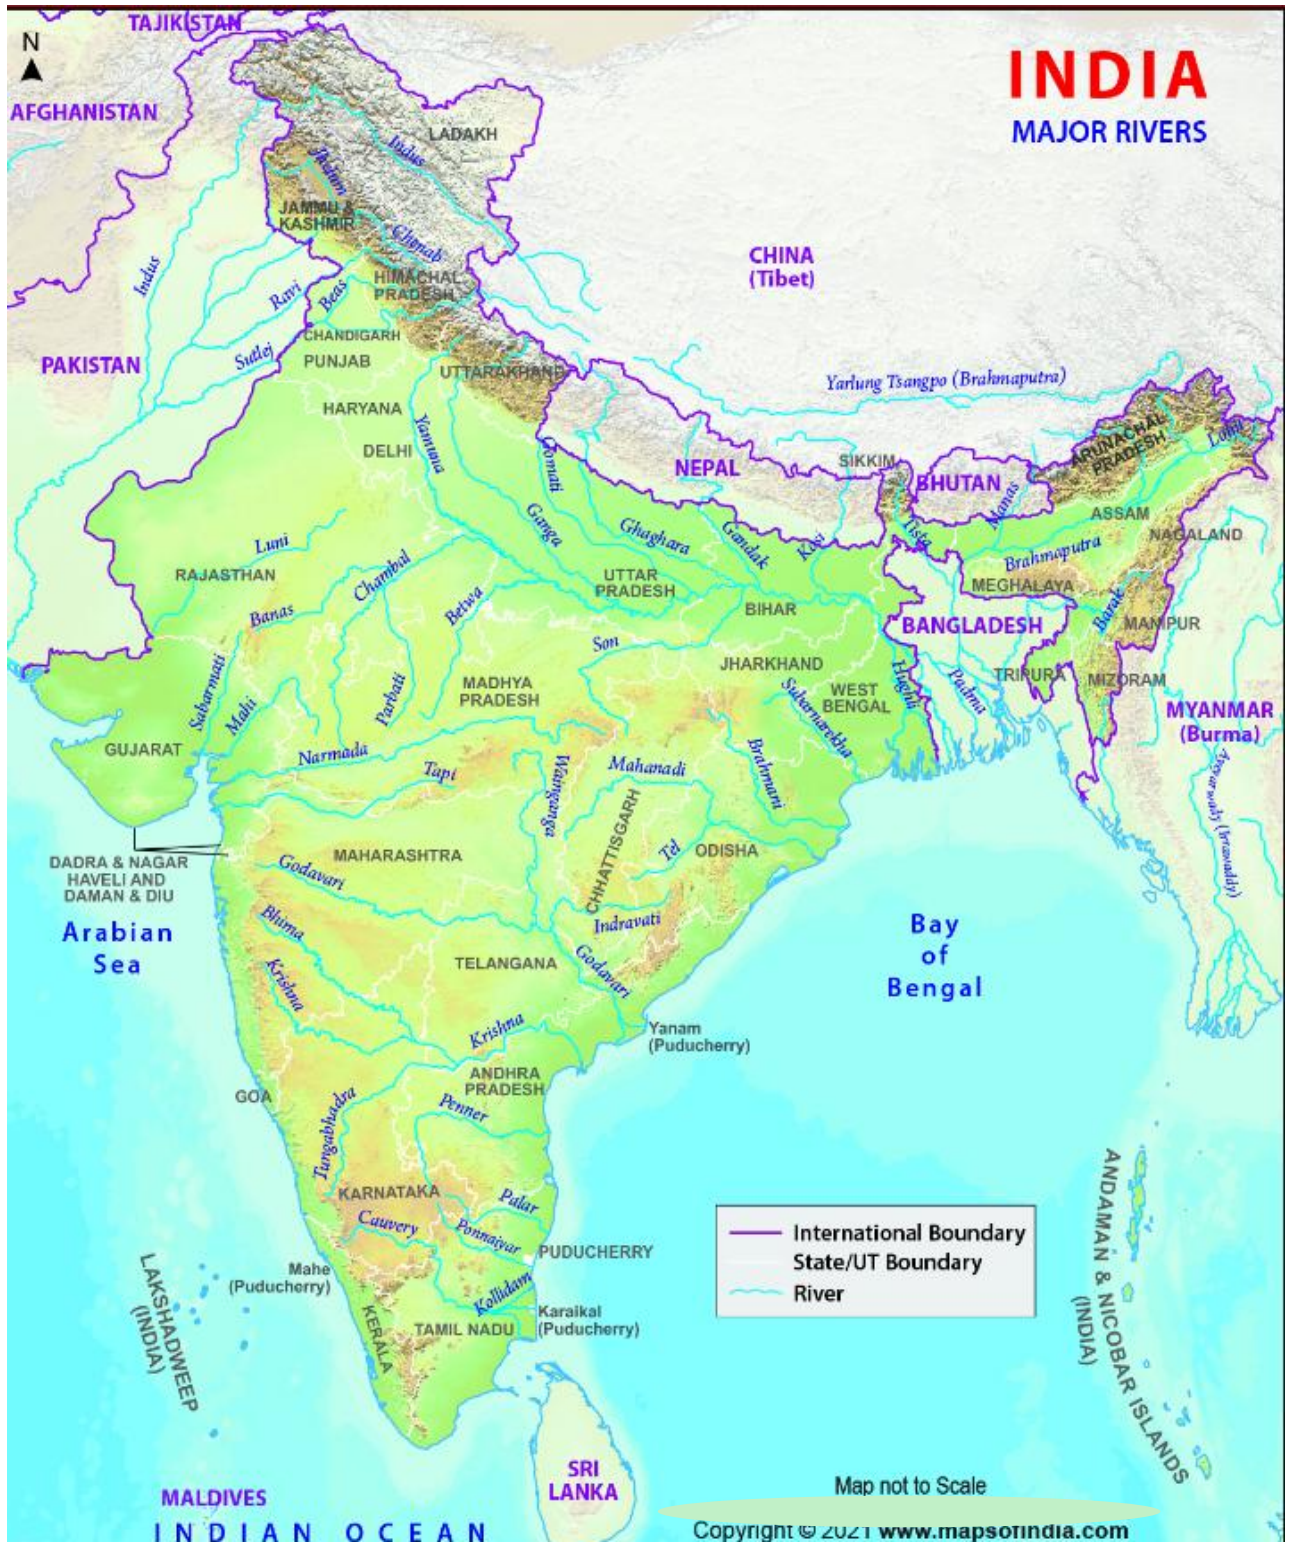 TAJIKISTAN
N
INDIA
MAJOR RIVERS
AFGHANISTAN
LADAKH
Indus
Jhelum
JAMMU &
KASHMIR
Chenab
CHINA
(Tibet)
Indus
Ravi
Beas
HIMACHAL
PRADESH
CHANDIGARH
PUNJAB
PAKISTAN
Sutlej
UTTARAKHAND
Yarlung Tsangpo (Brahmaputra)
HARYANA
DELHI
Yamuna
Gomati
NEPAL
SIKKIM
BHUTAN
ARUNACHAL
PRADESH
Lohit
Manas
ASSAM
NAGALAND
Ganga
Ghaghara
Gandak
Kosi
Tista
Brahmaputra
Luni
RAJASTHAN
Chambal
UTTAR
PRADESH
MEGHALAYA
Banas
Betwa
BIHAR
Barak
MANIPUR
BANGLADESH
Son
JHARKHAND
TRIPURA
MIZORAM
Sabarmati
Mahi
Parbati
MADHYA
PRADESH
WEST
BENGAL
Subarnarekha
Hugli
Padma
MYANMAR
(Burma)
GUJARAT
Narmada
Tapi
Wainganga
Mahanadi
Brahmani
Ayeyarwady (Irrawaddy)
CHHATTISGARH
Tel
ODISHA
MAHARASHTRA
DADRA & NAGAR
HAVELI AND
DAMAN & DIU
Godavari
Indravati
Arabian
Sea
Bhima
Bay
of
Bengal
Krishna
TELANGANA
Godavari
Krishna
Yanam
(Puducherry)
GOA
ANDHRA
PRADESH
Tungabhadra
Penner
KARNATAKA
Palar
Cauvery
Ponnaiyar
PUDUCHERRY
Mahe
(Puducherry)
Kollidam
Karaikal
(Puducherry)
KERALA
TAMIL NADU
LAKSHADWEEP
(INDIA)
ANDAMAN & NICOBAR ISLANDS
(INDIA)
International Boundary
State/UT Boundary
River
SRI
LANKA
Map not to Scale
MALDIVES
INDIAN OCEAN
Copyright © 2021 www.mapsofindia.com